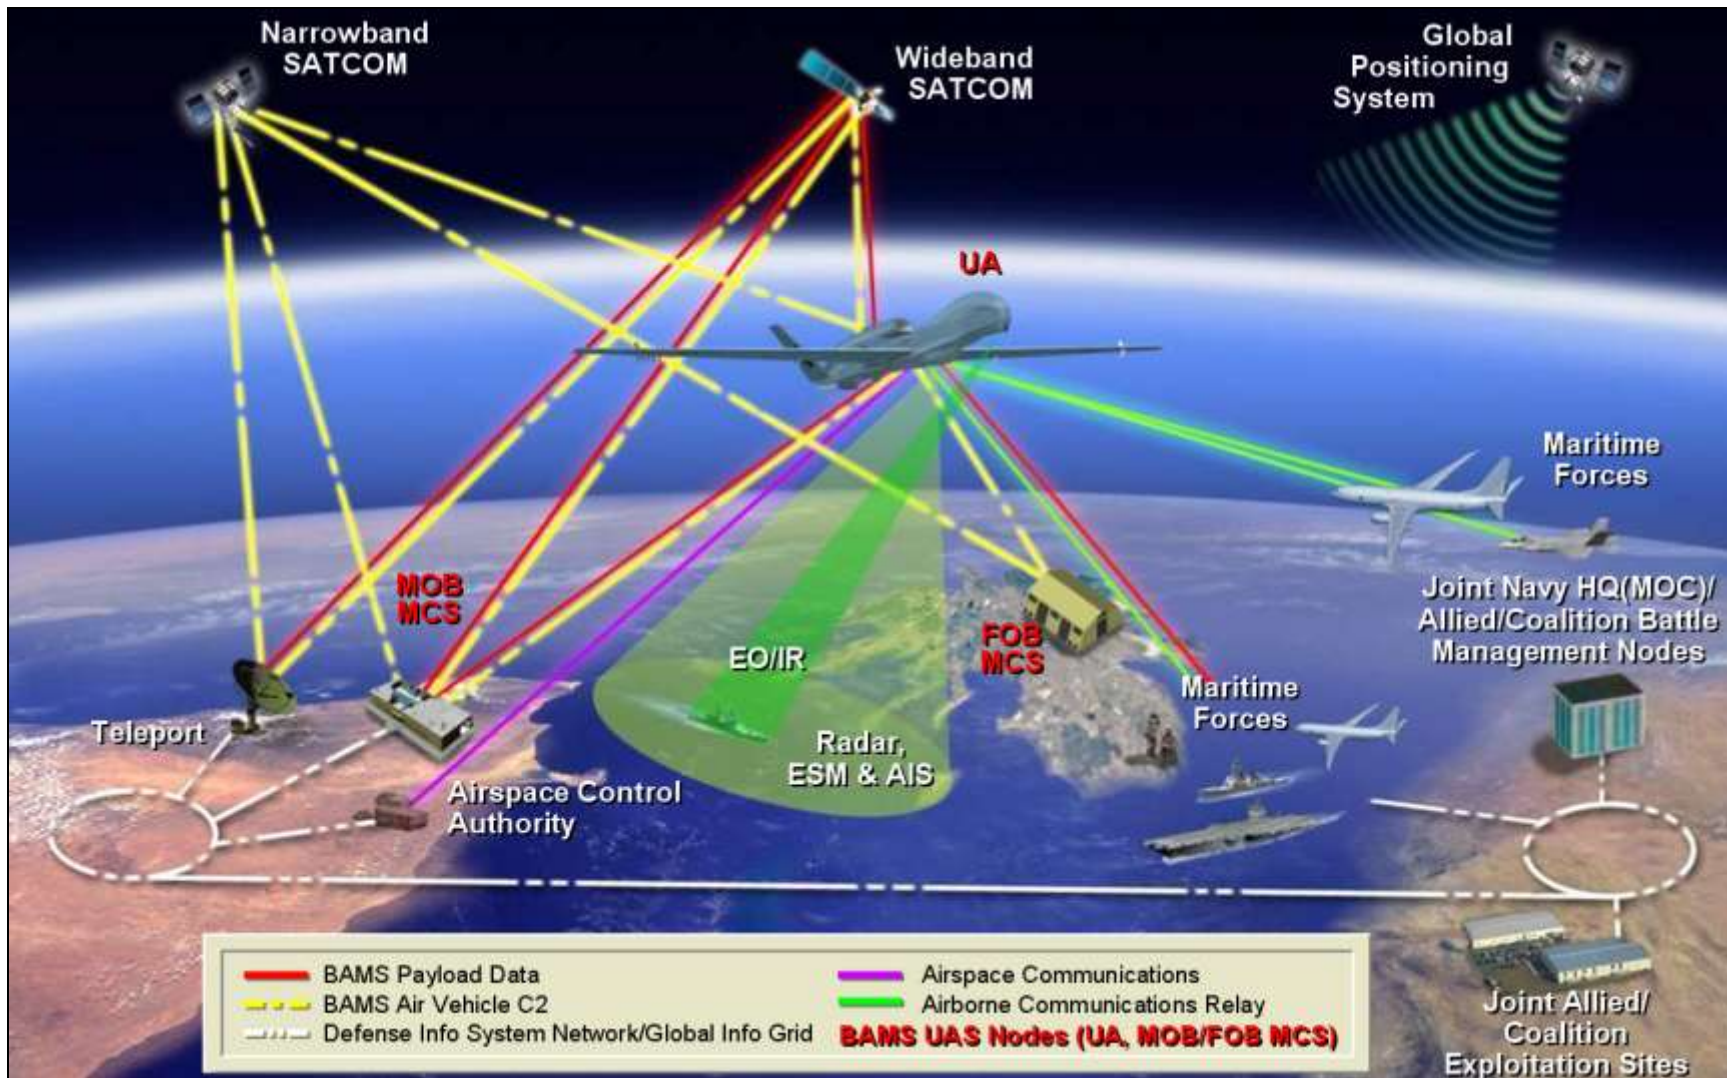 Narrowband
SATCOM
Wideband
SATCOM
Global
Positioning
System
UA
Maritime
Forces
MOB
MCS
EO/IR
FOB
MCS
Joint Navy HQ(MOC)/
Allied/Coalition Battle
Management Nodes
Maritime
Forces
Teleport
Radar,
ESM & AIS
Airspace Control
Authority
BAMS Payload Data
BAMS Air Vehicle C2
Defense Info System Network/Global Info Grid
Airspace Communications
Airborne Communications Relay
BAMS UAS Nodes (UA, MOB/FOB MCS)
Joint Allied/
Coalition
Exploitation Sites